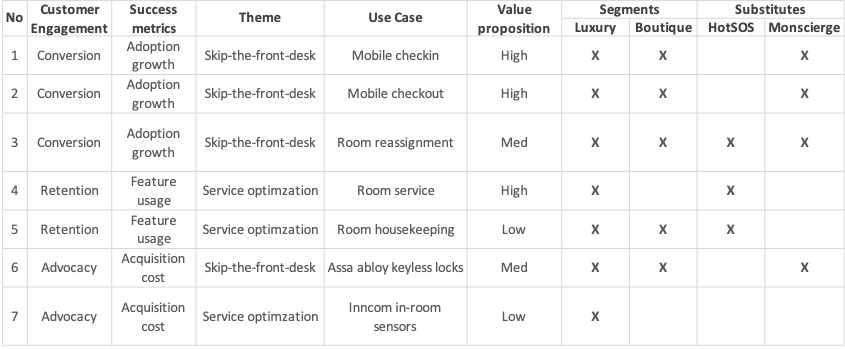 No Customer Engagement Success metrics Theme Use Case Value proposition Segments Substitutes
Luxury Boutique HotSOS Monscierge
1 Conversion Adoption growth Skip-the-front-desk Mobile checkin High X X X
2 Conversion Adoption growth Skip-the-front-desk Mobile checkout High X X X
3 Conversion Adoption growth Skip-the-front-desk Room reassignment Med X X X X
4 Retention Feature usage Service optimzation Room service High X X
5 Retention Feature usage Service optimzation Room housekeeping Low X X X
6 Advocacy Acquisition cost Skip-the-front-desk Assa abloy keyless locks Med X X X
7 Advocacy Acquisition cost Service optimzation Inncom in-room sensors Low X